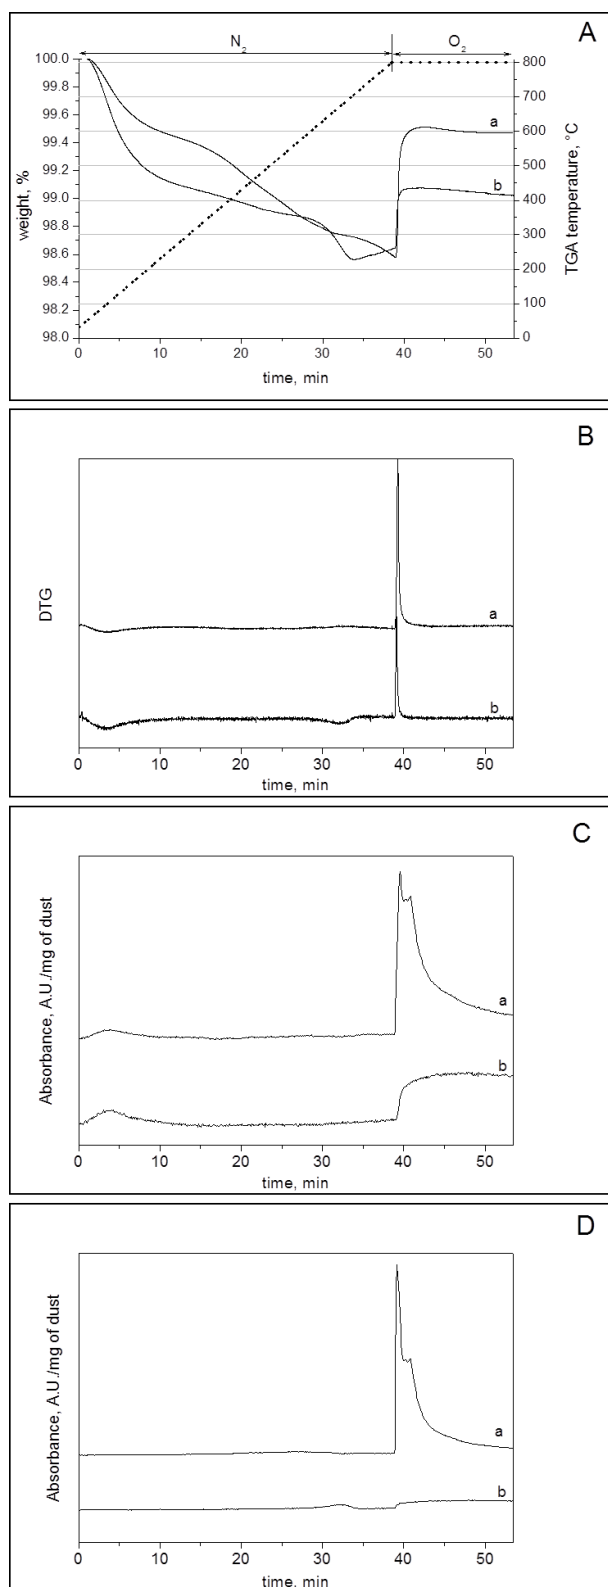 A
N2 O2
100.0 800
99.8 700
99.6 600
99.4 500
99.2 400
99.0 300
98.8
98.6 200
98.4 100
98.2
98.0 0
weight, %
TGA temperature, °C
a
b
0 10 20 30 40 50
time, min
B
DTG
a
b
0 10 20 30 40 50
time, min
C
Absorbance, A.U./mg of dust
a
b
0 10 20 30 40 50
time, min
D
Absorbance, A.U./mg of dust
a
b
0 10 20 30 40 50
time, min